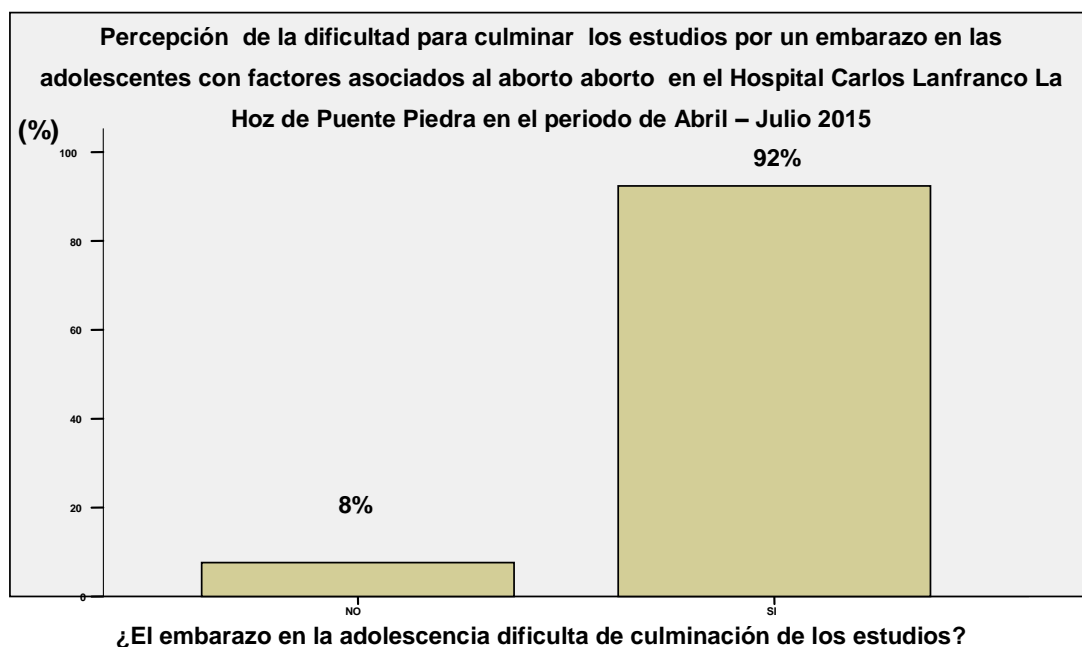 Percepción de la dificultad para culminar los estudios por un embarazo en las
adolescentes con factores asociados al aborto aborto en el Hospital Carlos Lanfranco La
Hoz de Puente Piedra en el periodo de Abril – Julio 2015
(%)
100
92%
80
60
40
20
8%
0
NO
SI
¿El embarazo en la adolescencia dificulta de culminación de los estudios?